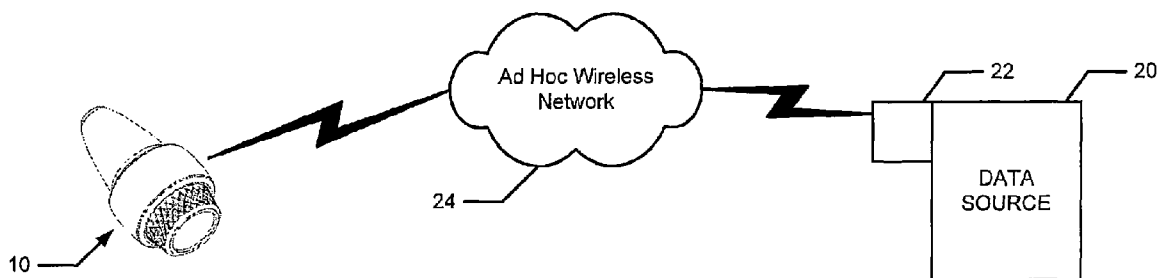 Ad Hoc Wireless
Network
22
20
24
DATA
SOURCE
10